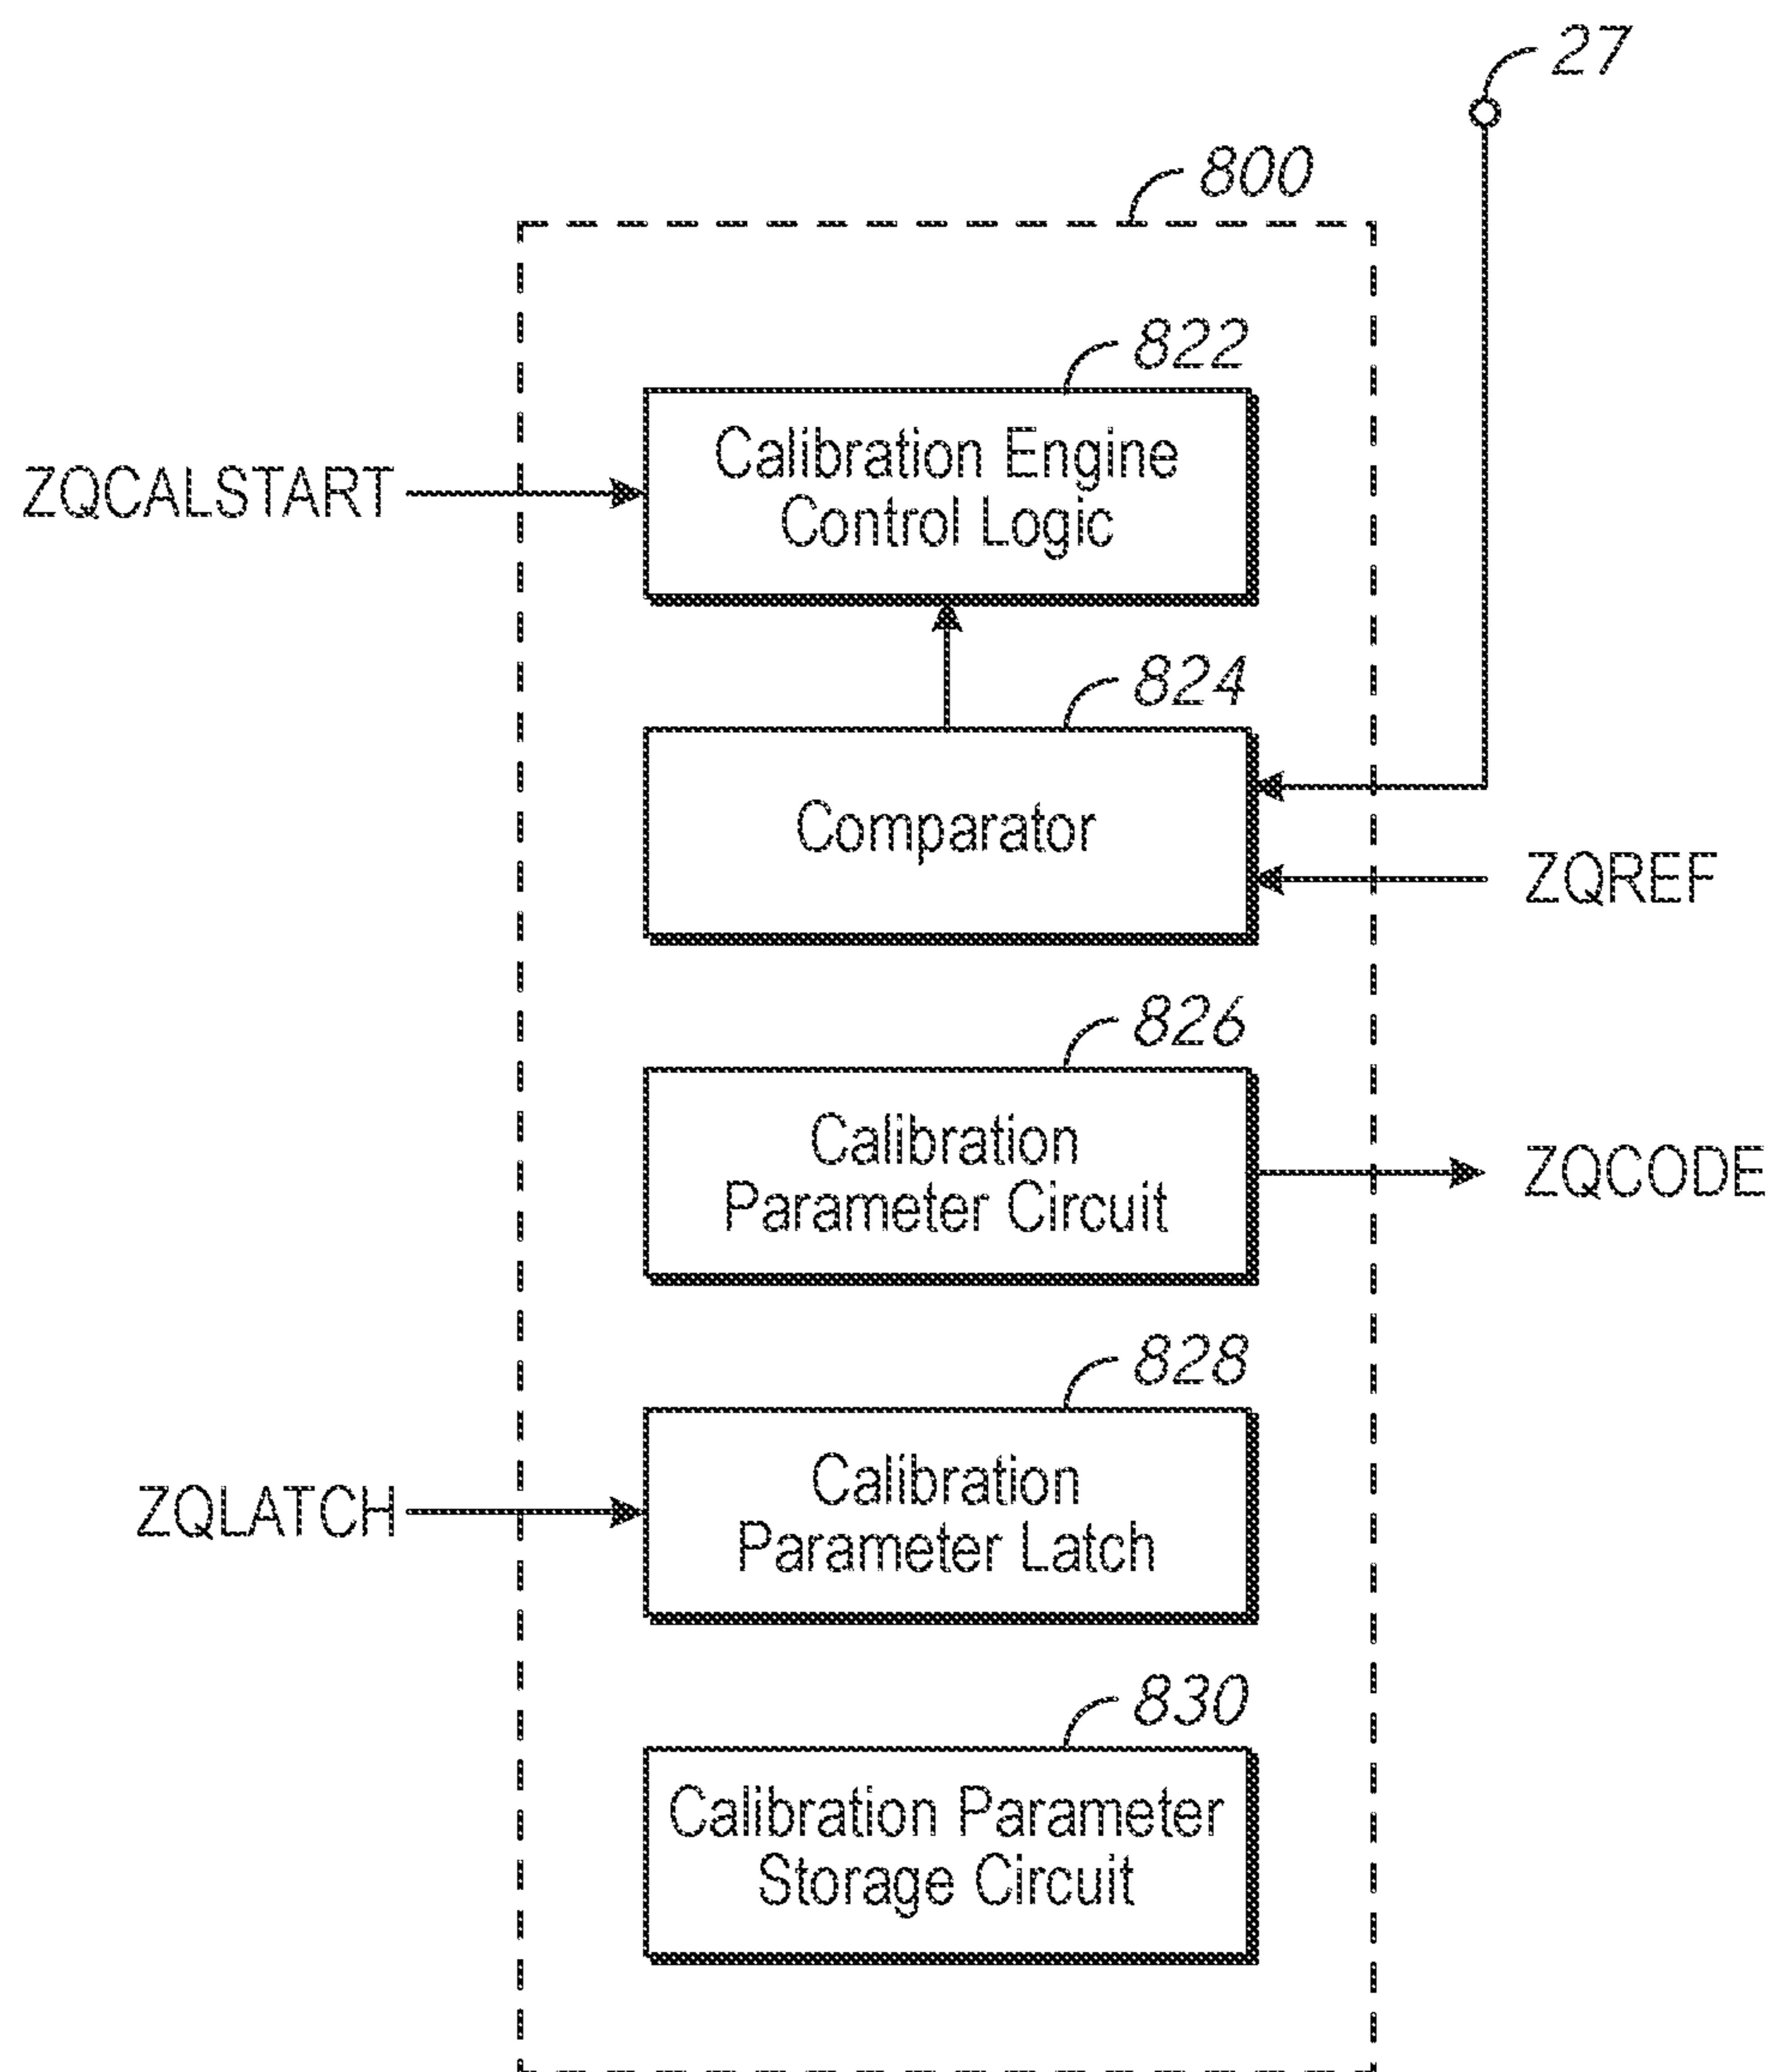 27
800
822
Calibration Engine
Control Logic
ZQCALSTART
824
Comparator
ZQREF
826
Calibration
Parameter Circuit
ZQCODE
828
Calibration
Parameter Latch
ZQLATCH
830
Calibration Parameter
Storage Circuit